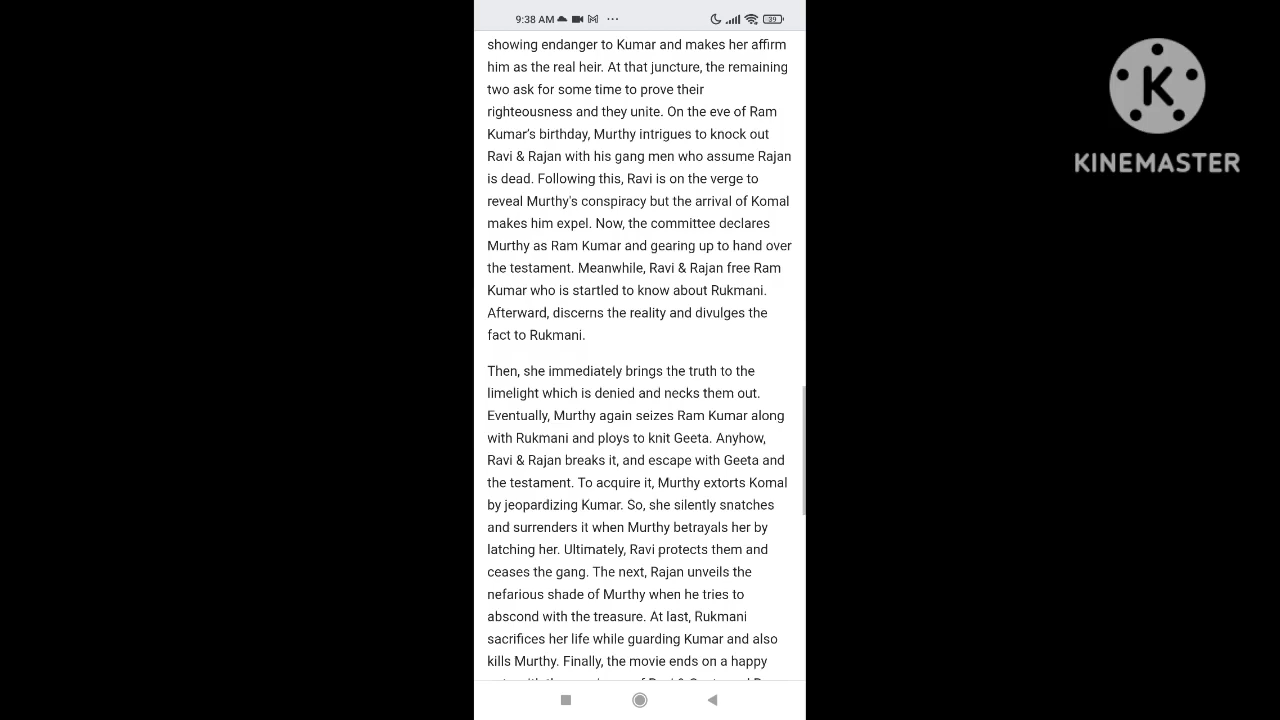 9:38 AM
39
showing endanger to Kumar and makes her affirm
him as the real heir. At that juncture, the remaining
two ask for some time to prove their
righteousness and they unite. On the eve of Ram
Kumar's birthday, Murthy intrigues to knock out
Ravi & Rajan with his gang men who assume Rajan
is dead. Following this, Ravi is on the verge to
reveal Murthy's conspiracy but the arrival of Komal
makes him expel. Now, the committee declares
Murthy as Ram Kumar and gearing up to hand over
the testament. Meanwhile, Ravi & Rajan free Ram
Kumar who is startled to know about Rukmani.
Afterward, discerns the reality and divulges the
fact to Rukmani.
Then, she immediately brings the truth to the
limelight which is denied and necks them out.
Eventually, Murthy again seizes Ram Kumar along
with Rukmani and ploys to knit Geeta. Anyhow,
Ravi & Rajan breaks it, and escape with Geeta and
the testament. To acquire it, Murthy extorts Komal
by jeopardizing Kumar. So, she silently snatches
and surrenders it when Murthy betrayals her by
latching her. Ultimately, Ravi protects them and
ceases the gang. The next, Rajan unveils the
nefarious shade of Murthy when he tries to
abscond with the treasure. At last, Rukmani
sacrifices her life while guarding Kumar and also
kills Murthy. Finally, the movie ends on a happy
K
KINEMASTER